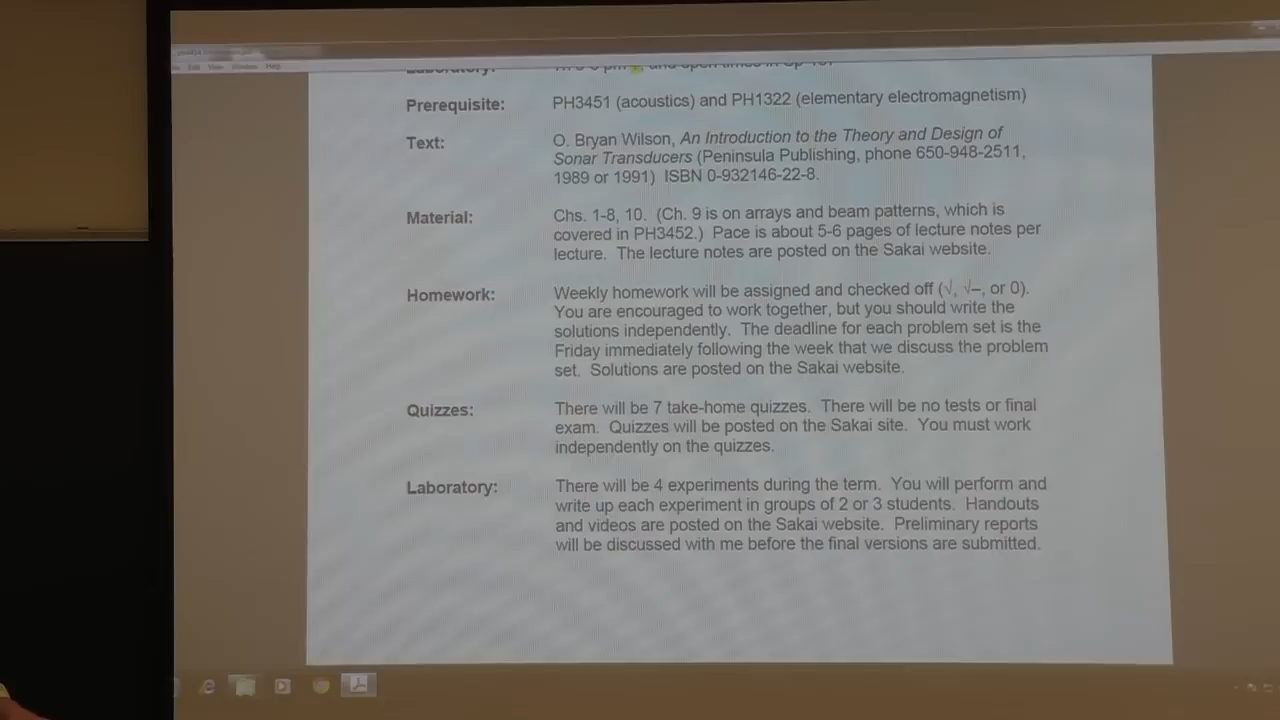 Edit View Window Help
Laboratory:
Prerequisite: PH3451 (acoustics) and PH1322 (elementary electromagnetism)
Text: O. Bryan Wilson, An Introduction to the Theory and Design of
Sonar Transducers (Peninsula Publishing, phone 650-948-2511,
1989 or 1991) ISBN 0-932146-22-8.
Material: Chs. 1-8, 10. (Ch. 9 is on arrays and beam patterns, which is
covered in PH3452.) Pace is about 5-6 pages of lecture notes per
lecture. The lecture notes are posted on the Sakai website.
Homework: Weekly homework will be assigned and checked off (√, √–, or 0).
You are encouraged to work together, but you should write the
solutions independently. The deadline for each problem set is the
Friday immediately following the week that we discuss the problem
set. Solutions are posted on the Sakai website.
Quizzes: There will be 7 take-home quizzes. There will be no tests or final
exam. Quizzes will be posted on the Sakai site. You must work
independently on the quizzes.
Laboratory: There will be 4 experiments during the term. You will perform and
write up each experiment in groups of 2 or 3 students. Handouts
and videos are posted on the Sakai website. Preliminary reports
will be discussed with me before the final versions are submitted.